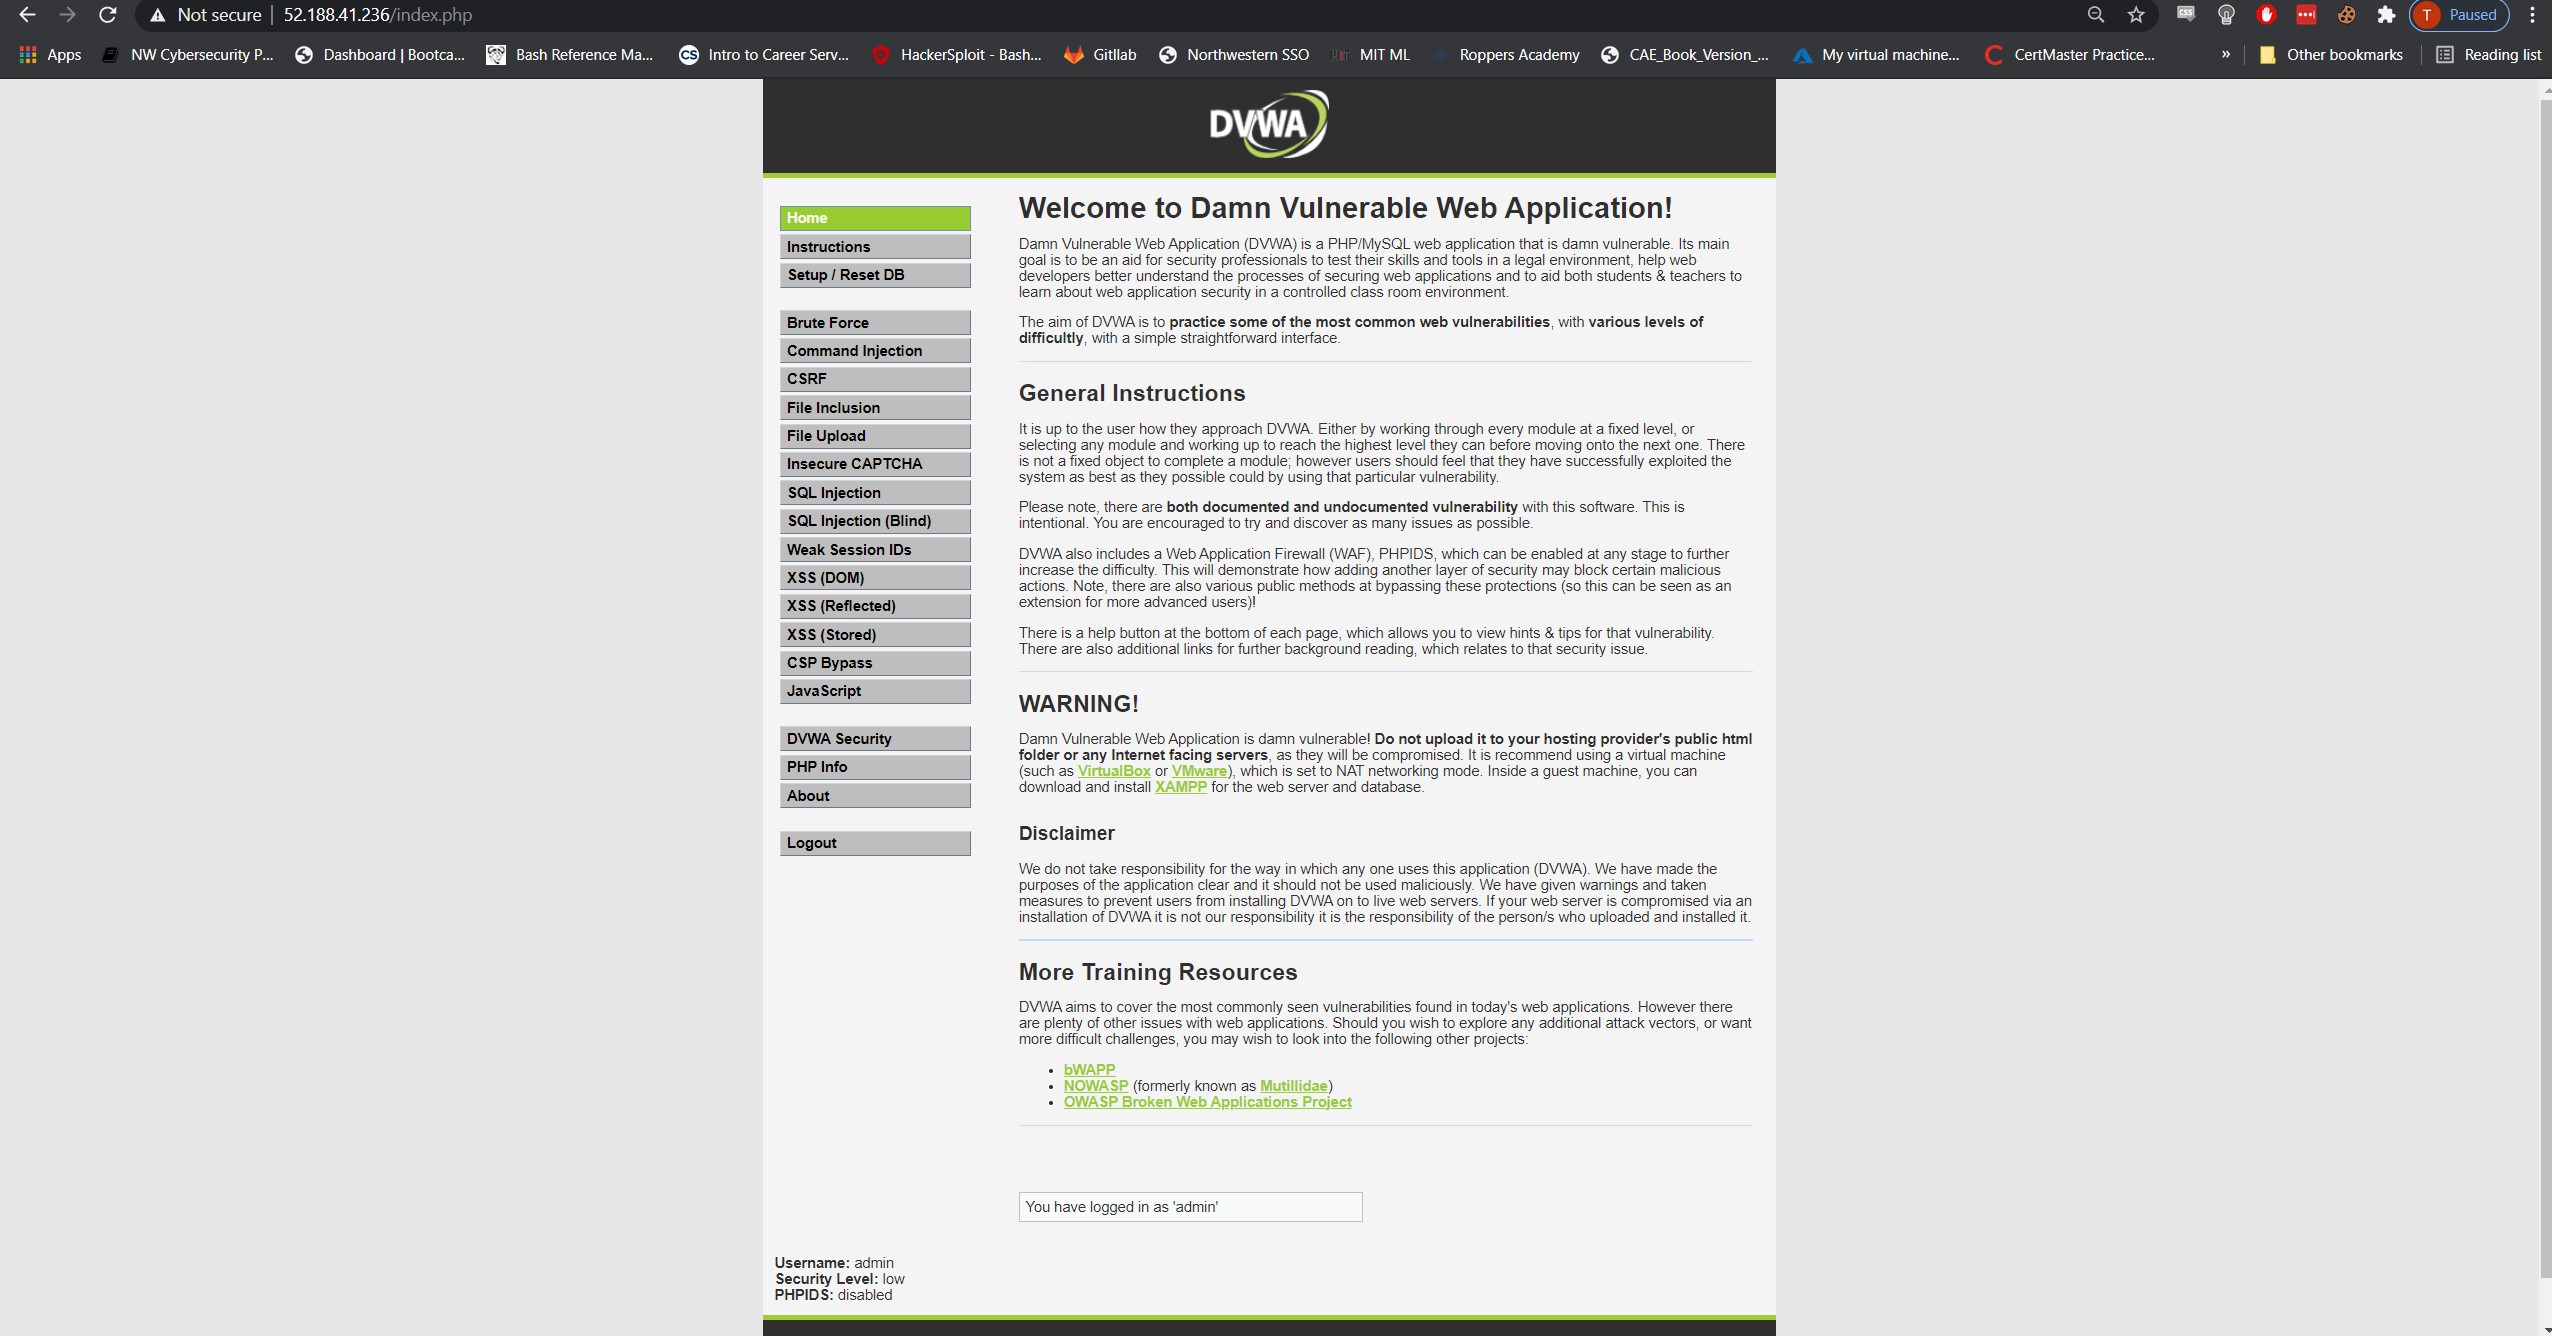 Not secure | 52.188.41.236/index.php
CSS
T Paused
Apps NW Cybersecurity P... Dashboard | Bootca... Bash Reference Ma... CS Intro to Career Serv... HackerSploit - Bash... Gitllab Northwestern SSO MIT ML Roppers Academy CAE_Book_Version_... My virtual machine... CertMaster Practice... » Other bookmarks Reading list
DVWA
Home
Instructions
Setup / Reset DB
Brute Force
Command Injection
CSRF
File Inclusion
File Upload
Insecure CAPTCHA
SQL Injection
SQL Injection (Blind)
Weak Session IDs
XSS (DOM)
XSS (Reflected)
XSS (Stored)
CSP Bypass
JavaScript
DVWA Security
PHP Info
About
Logout
Welcome to Damn Vulnerable Web Application!
Damn Vulnerable Web Application (DVWA) is a PHP/MySQL web application that is damn vulnerable. Its main
goal is to be an aid for security professionals to test their skills and tools in a legal environment, help web
developers better understand the processes of securing web applications and to aid both students & teachers to
learn about web application security in a controlled class room environment.
The aim of DVWA is to practice some of the most common web vulnerabilities, with various levels of
difficultly, with a simple straightforward interface.
General Instructions
It is up to the user how they approach DVWA. Either by working through every module at a fixed level, or
selecting any module and working up to reach the highest level they can before moving onto the next one. There
is not a fixed object to complete a module; however users should feel that they have successfully exploited the
system as best as they possible could by using that particular vulnerability.
Please note, there are both documented and undocumented vulnerability with this software. This is
intentional. You are encouraged to try and discover as many issues as possible.
DVWA also includes a Web Application Firewall (WAF), PHPIDS, which can be enabled at any stage to further
increase the difficulty. This will demonstrate how adding another layer of security may block certain malicious
actions. Note, there are also various public methods at bypassing these protections (so this can be seen as an
extension for more advanced users)!
There is a help button at the bottom of each page, which allows you to view hints & tips for that vulnerability.
There are also additional links for further background reading, which relates to that security issue.
WARNING!
Damn Vulnerable Web Application is damn vulnerable! Do not upload it to your hosting provider's public html
folder or any Internet facing servers, as they will be compromised. It is recommend using a virtual machine
(such as VirtualBox or VMware), which is set to NAT networking mode. Inside a guest machine, you can
download and install XAMPP for the web server and database.
Disclaimer
We do not take responsibility for the way in which any one uses this application (DVWA). We have made the
purposes of the application clear and it should not be used maliciously. We have given warnings and taken
measures to prevent users from installing DVWA on to live web servers. If your web server is compromised via an
installation of DVWA it is not our responsibility it is the responsibility of the person/s who uploaded and installed it.
More Training Resources
DVWA aims to cover the most commonly seen vulnerabilities found in today's web applications. However there
are plenty of other issues with web applications. Should you wish to explore any additional attack vectors, or want
more difficult challenges, you may wish to look into the following other projects:
• bWAPP
• NOWASP (formerly known as Mutillidae)
• OWASP Broken Web Applications Project
You have logged in as 'admin'
Username: admin
Security Level: low
PHPIDS: disabled